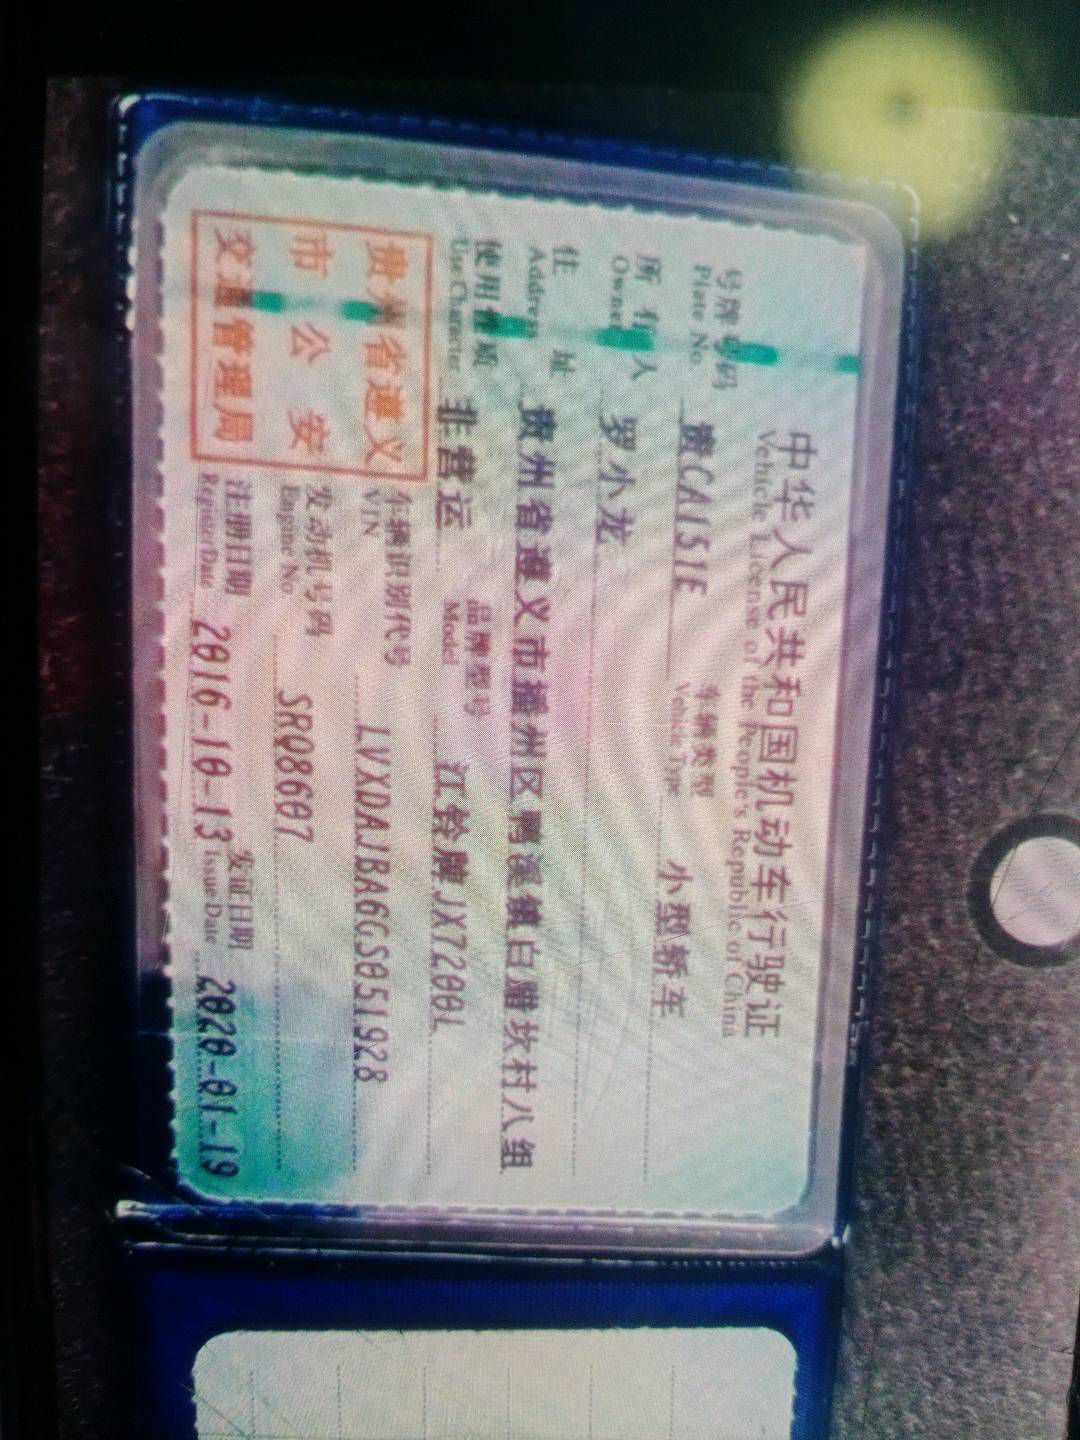 中华人民共和国机动车行驶证
Vehicle License of the People's Republic of China
号牌号码 贵CA151E 车辆类型 小型轿车
Plate No. Vehicle Type
所有人 罗小龙
Owner
住址 贵州省遵义市播州区鸭溪镇白腊坎村八组
Address
使用性质 非营运 品牌型号 江铃牌JX7200L
Use Character Model
贵州省遵义
市公安
交通管理局
车辆识别代号 LVXDAJBA6GS051928
VIN
发动机号码 SRQ8607
Engine No.
注册日期 2016-10-13 发证日期 2020-01-19
Register Date Issue Date